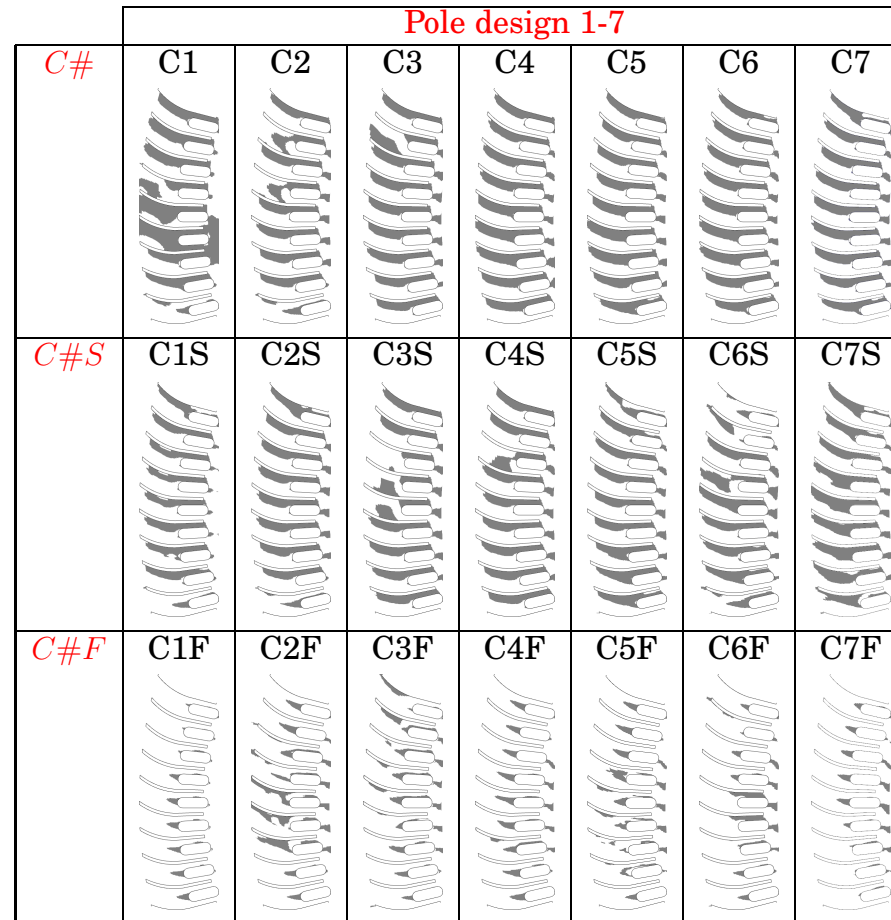 Pole design 1-7
C# C1 C2 C3 C4 C5 C6 C7
C#S C1S C2S C3S C4S C5S C6S C7S
C#F C1F C2F C3F C4F C5F C6F C7F